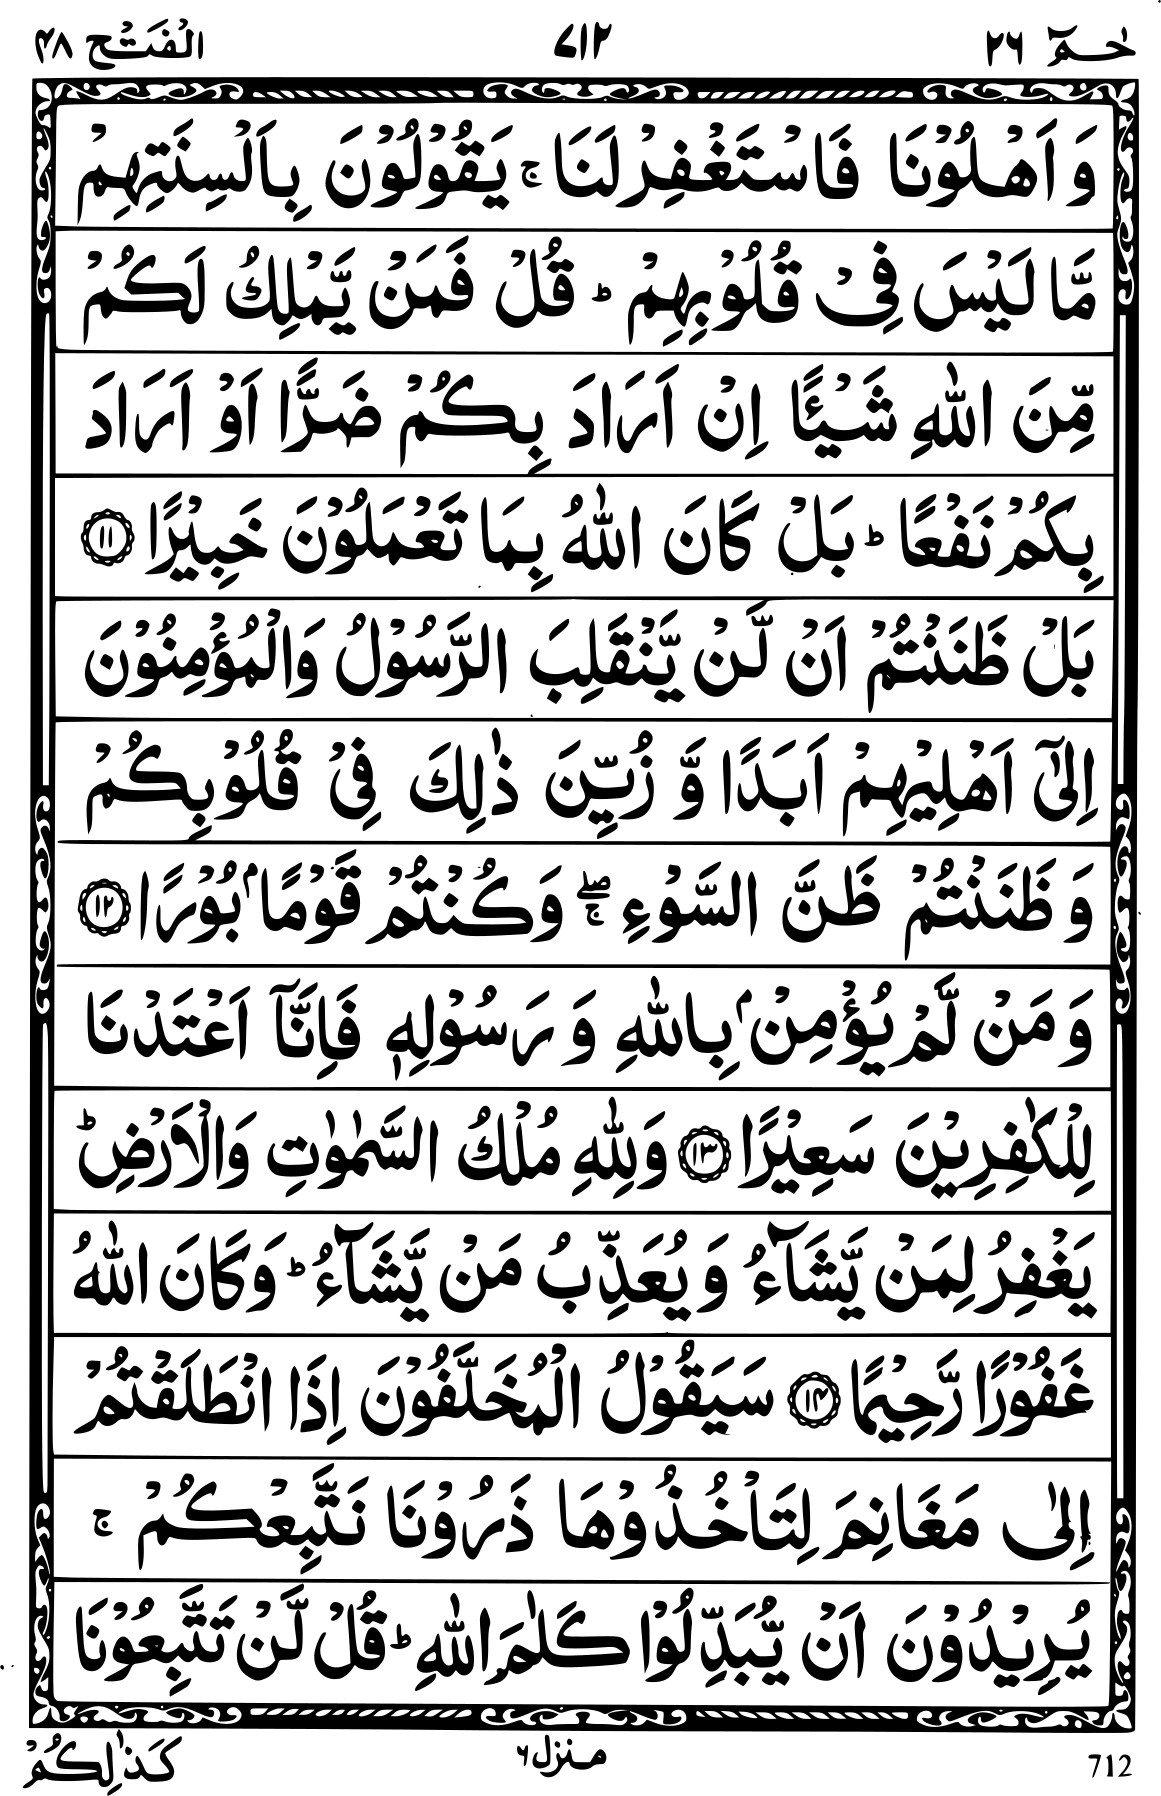 حٰمٓ ٢٦ ٧١٢ الْفَتْح ٤٨
وَ اَهْلُوْنَا فَاسْتَغْفِرْ لَنَا ۚ يَقُوْلُوْنَ بِاَلْسِنَتِهِمْ
مَّا لَيْسَ فِیْ قُلُوْبِهِمْ ؕ قُلْ فَمَنْ يَّمْلِكُ لَكُمْ
مِّنَ اللّٰهِ شَيْـًٔا اِنْ اَرَادَ بِكُمْ ضَرًّا اَوْ اَرَادَ
بِكُمْ نَفْعًا ؕ بَلْ كَانَ اللّٰهُ بِمَا تَعْمَلُوْنَ خَبِيْرًا ﴿١١﴾
بَلْ ظَنَنْتُمْ اَنْ لَّنْ يَّنْقَلِبَ الرَّسُوْلُ وَالْمُؤْمِنُوْنَ
اِلٰۤى اَهْلِيْهِمْ اَبَدًا وَّ زُيِّنَ ذٰلِكَ فِیْ قُلُوْبِكُمْ
وَ ظَنَنْتُمْ ظَنَّ السَّوْءِ ۖۚ وَ كُنْتُمْ قَوْمًۢا بُوْرًا ﴿١٢﴾
وَ مَنْ لَّمْ يُؤْمِنْۢ بِاللّٰهِ وَ رَسُوْلِهٖ فَاِنَّاۤ اَعْتَدْنَا
لِلْكٰفِرِيْنَ سَعِيْرًا ﴿١٣﴾ وَلِلّٰهِ مُلْكُ السَّمٰوٰتِ وَالْاَرْضِ ؕ
يَغْفِرُ لِمَنْ يَّشَآءُ وَ يُعَذِّبُ مَنْ يَّشَآءُ ؕ وَ كَانَ اللّٰهُ
غَفُوْرًا رَّحِيْمًا ﴿١٤﴾ سَيَقُوْلُ الْمُخَلَّفُوْنَ اِذَا انْطَلَقْتُمْ
اِلٰى مَغَانِمَ لِتَاْخُذُوْهَا ذَرُوْنَا نَتَّبِعْكُمْ ۚ
يُرِيْدُوْنَ اَنْ يُّبَدِّلُوْا كَلٰمَ اللّٰهِ ؕ قُلْ لَّنْ تَتَّبِعُوْنَا
كَذٰلِكُمْ منزل ٦ 712